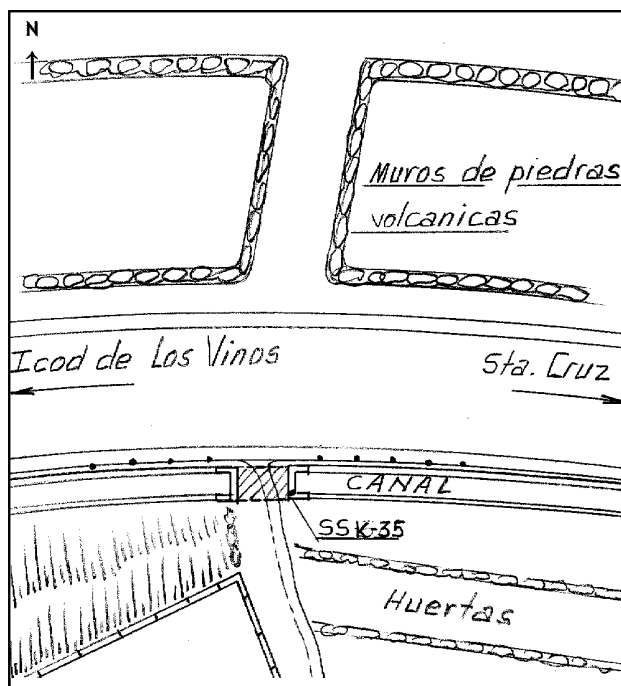 N
Muros de piedras
volcanicas
Icod de Los Vinos
Sta. Cruz
CANAL
SSK-35
Huertas